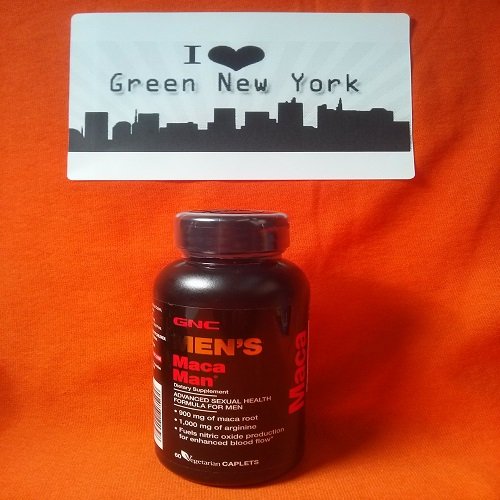 I ♥
Green New York
GNC
MEN'S
Maca
Man®
Dietary Supplement
ADVANCED SEXUAL HEALTH
FORMULA FOR MEN
• 900 mg of maca root
• 1,000 mg of arginine
• Fuels nitric oxide production
for enhanced blood flow*
60 Vegetarian CAPLETS
Maca